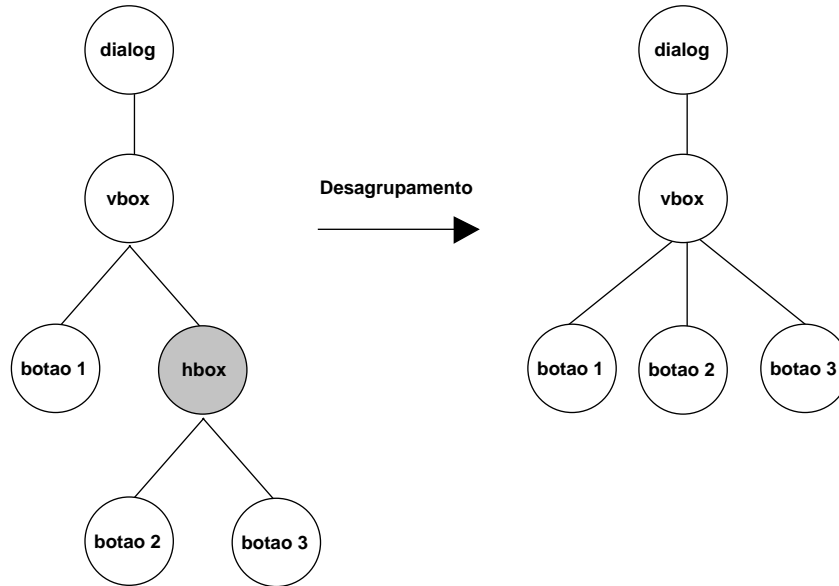 dialog
vbox
botao 1
hbox
botao 2
botao 3
Desagrupamento
dialog
vbox
botao 1
botao 2
botao 3